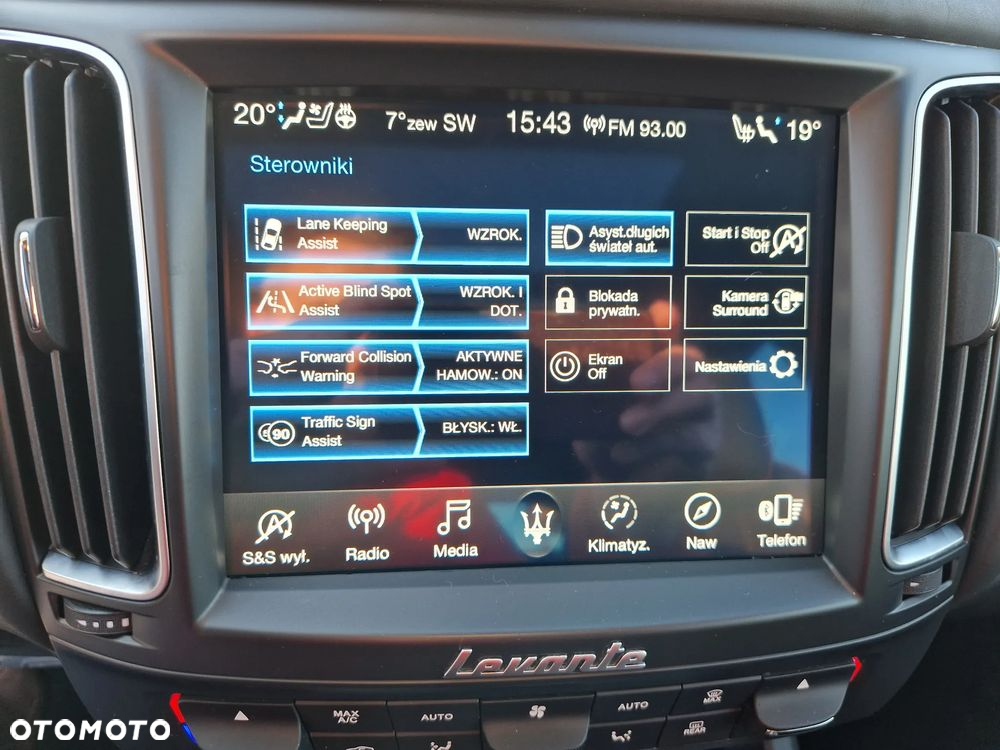 20° 7°zew SW 15:43 FM 93.00 19°
Sterowniki
Lane Keeping
Assist
WZROK.
Asyst.długich
świateł aut.
Start i Stop
Off
Active Blind Spot
Assist
WZROK. I
DOT.
Blokada
prywatn.
Kamera
Surround
Forward Collision
Warning
AKTYWNE
HAMOW.: ON
Ekran
Off
Nastawienia
90
Traffic Sign
Assist
BŁYSK.: WŁ.
S&S wył.
Radio
Media
Klimatyz.
Naw
Telefon
Levante
MAX
A/C
AUTO
AUTO
MAX
REAR
OTOMOTO